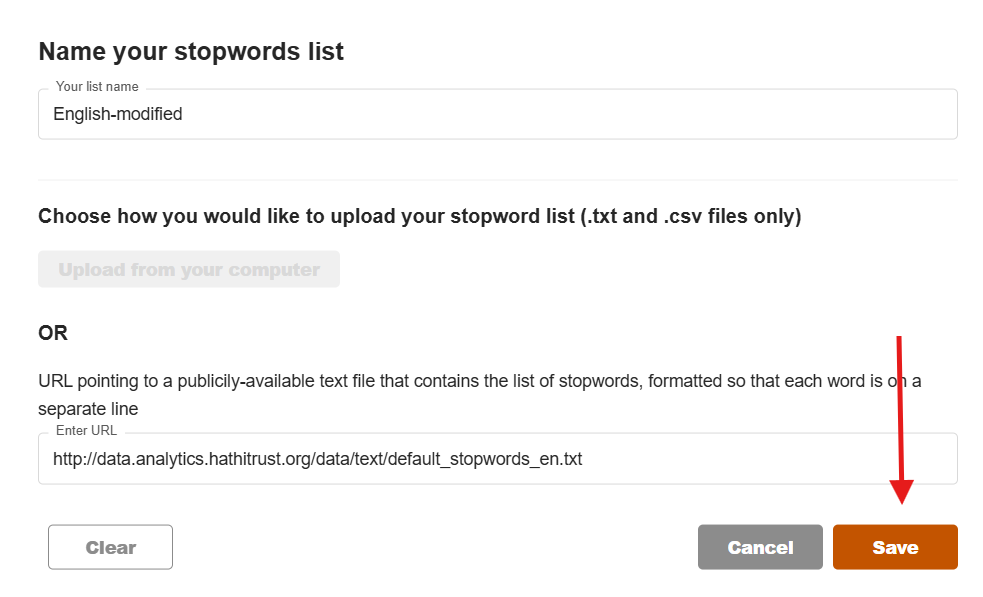 Name your stopwords list
Your list name
English-modified
Choose how you would like to upload your stopword list (.txt and .csv files only)
Upload from your computer
OR
URL pointing to a publicily-available text file that contains the list of stopwords, formatted so that each word is on a
separate line
Enter URL
http://data.analytics.hathitrust.org/data/text/default_stopwords_en.txt
Clear
Cancel
Save